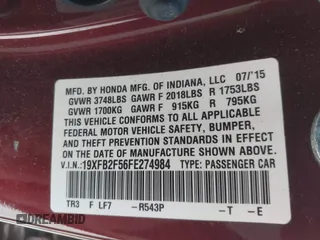 MFD. BY HONDA MFG. OF INDIANA, LLC 07/'15
GVWR 3748LBS GAWR F 2018LBS R 1753LBS
GVWR 1700KG GAWR F 915KG R 795KG
THIS VEHICLE CONFORMS TO ALL APPLICABLE
FEDERAL MOTOR VEHICLE SAFETY, BUMPER,
AND THEFT PREVENTION STANDARDS IN EFFECT
ON THE DATE OF MANUFACTURE SHOWN ABOVE.
V.I.N.: 19XFB2F56FE274984 TYPE: PASSENGER CAR
TR3 F LF7 -R543P -T -E
DREAMBID